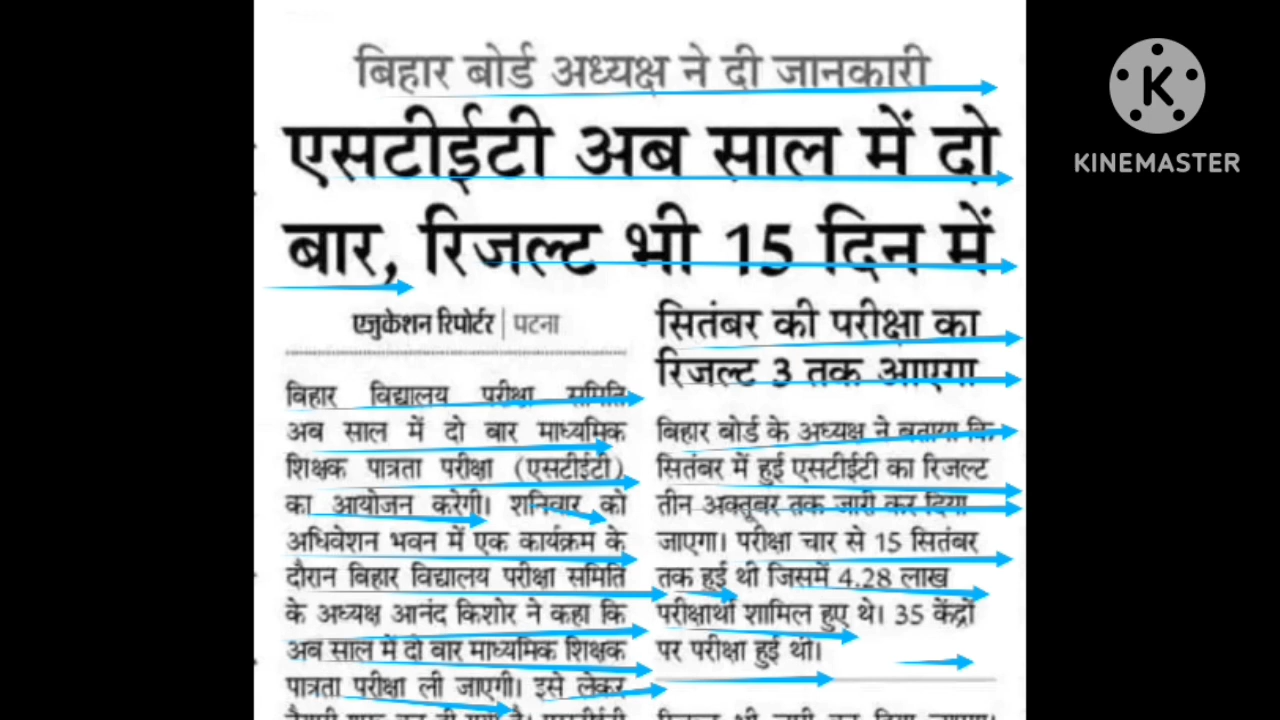 बिहार बोर्ड अध्यक्ष ने दी जानकारी
एसटीईटी अब साल में दो
बार, रिजल्ट भी 15 दिन में
एजुकेशन रिपोर्टर | पटना
बिहार विद्यालय परीक्षा समिति
अब साल में दो बार माध्यमिक
शिक्षक पात्रता परीक्षा (एसटीईटी)
का आयोजन करेगी। शनिवार को
अधिवेशन भवन में एक कार्यक्रम के
दौरान बिहार विद्यालय परीक्षा समिति
के अध्यक्ष आनंद किशोर ने कहा कि
अब साल में दो बार माध्यमिक शिक्षक
पात्रता परीक्षा ली जाएगी। इसे लेकर
सितंबर की परीक्षा का
रिजल्ट 3 तक आएगा
बिहार बोर्ड के अध्यक्ष ने बताया कि
सितंबर में हुई एसटीईटी का रिजल्ट
तीन अक्तूबर तक जारी कर दिया
जाएगा। परीक्षा चार से 15 सितंबर
तक हुई थी जिसमें 4.28 लाख
परीक्षार्थी शामिल हुए थे। 35 केंद्रों
पर परीक्षा हुई थी।
K
KINEMASTER